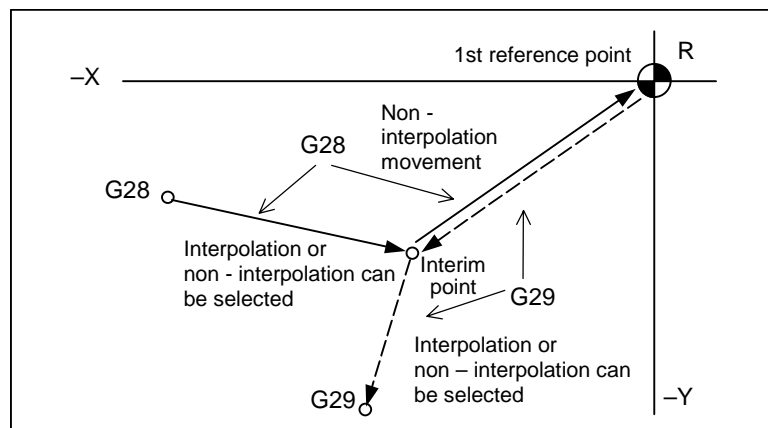 1st reference point
R
–X
Non -
interpolation
movement
G28
G28
Interpolation or
non - interpolation can
be selected
Interim
point
G29
Interpolation or
non – interpolation can
be selected
G29
–Y